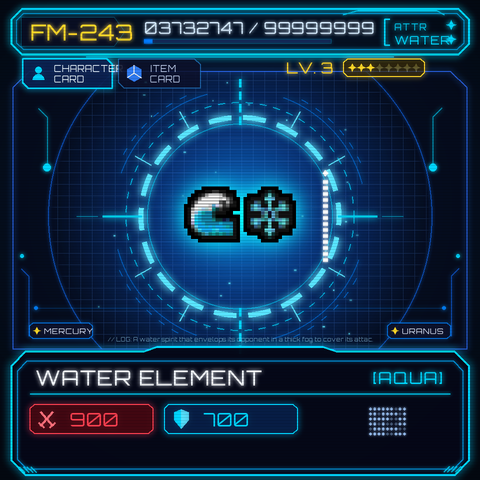 FM-243
03732747 / 99999999
ATTR
WATER
CHARACTER
CARD
ITEM
CARD
LV. 3
MERCURY
URANUS
// LOG: A water spirit that envelops its opponent in a thick fog to cover its attac.
WATER ELEMENT
[AQUA]
900
700